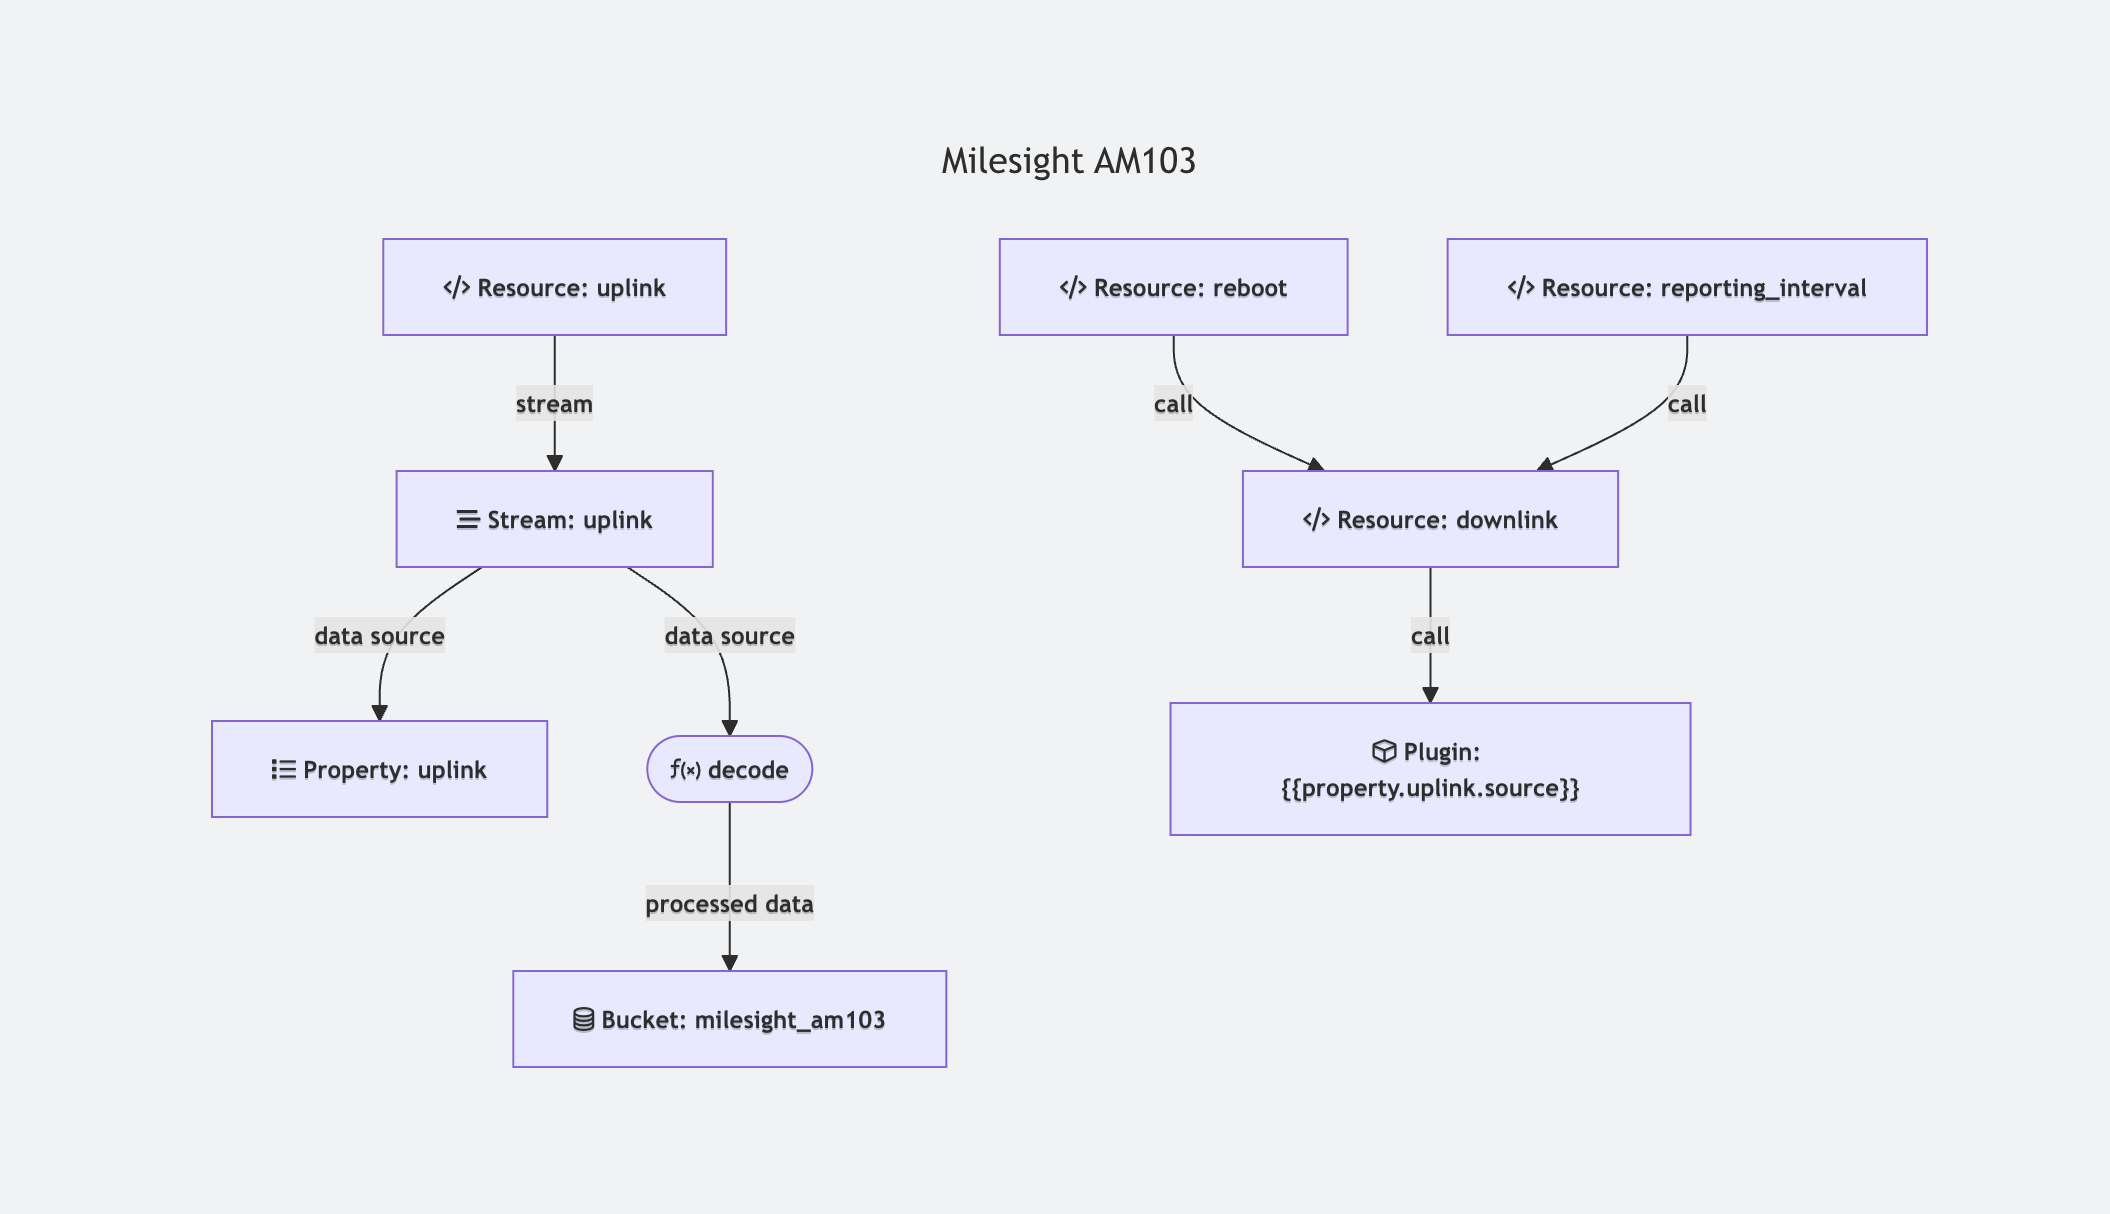 Milesight AM103
Resource: uplink
Resource: reboot
Resource: reporting_interval
stream
call
call
Stream: uplink
Resource: downlink
data source
data source
call
Property: uplink
f(x) decode
Plugin:
{{property.uplink.source}}
processed data
Bucket: milesight_am103